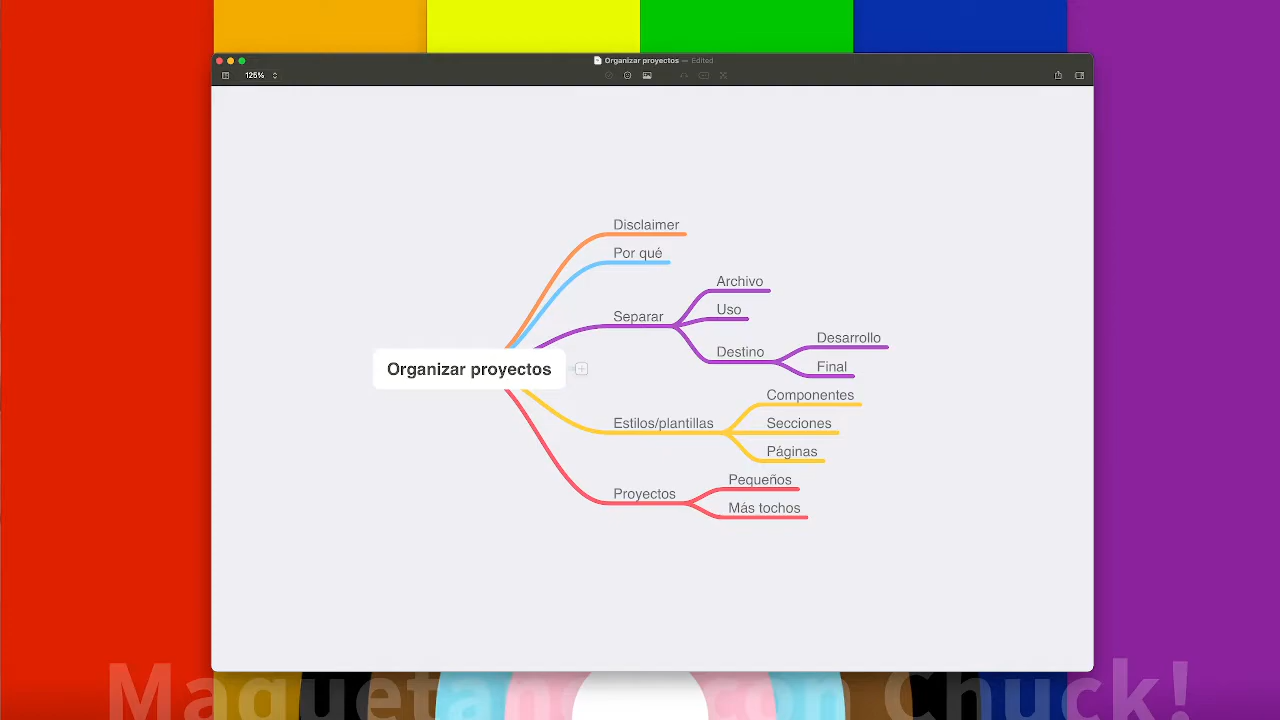 Organizar proyectos — Edited
125%
Disclaimer
Por qué
Archivo
Uso
Separar
Desarrollo
Destino
Final
Organizar proyectos
Componentes
Estilos/plantillas
Secciones
Páginas
Pequeños
Proyectos
Más tochos
Maquetando con Chuck!